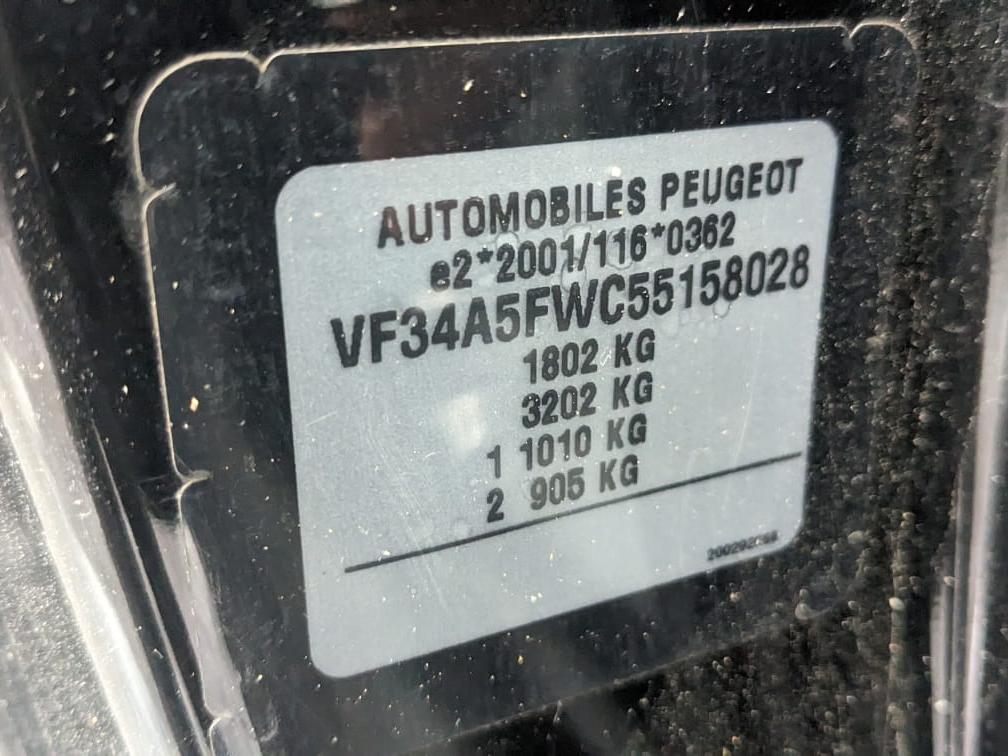 AUTOMOBILES PEUGEOT
e2*2001/116*0362
VF34A5FWC55158028
1802 KG
3202 KG
1 1010 KG
2 905 KG